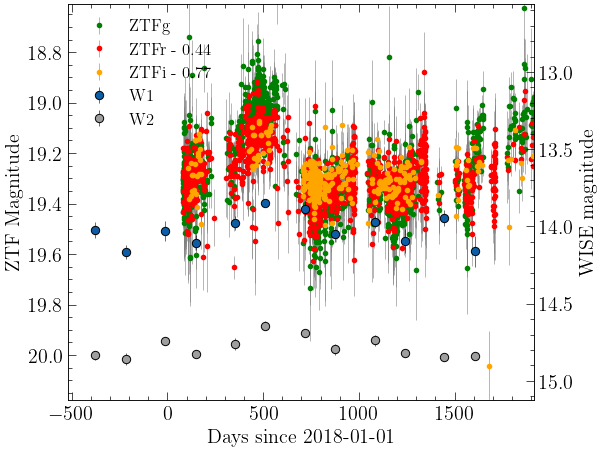 ZTFg
ZTFr - 0.44
ZTFi - 0.77
W1
W2
18.8
19.0
19.2
19.4
19.6
19.8
20.0
ZTF Magnitude
13.0
13.5
14.0
14.5
15.0
WISE magnitude
−500 0 500 1000 1500
Days since 2018-01-01